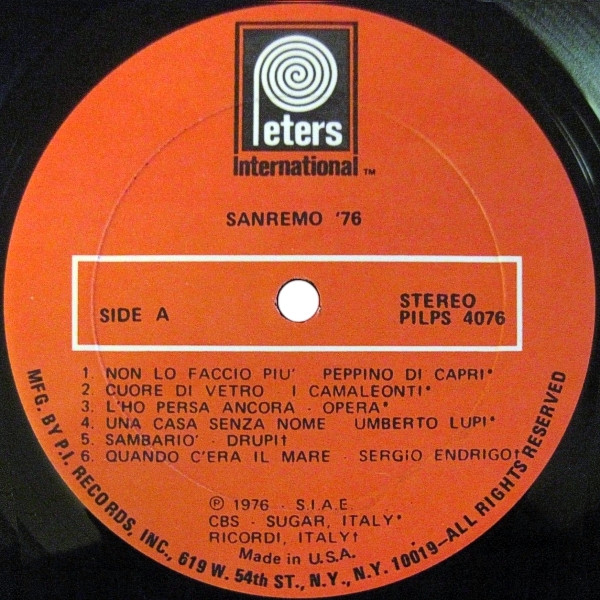 Peters
International ™
SANREMO '76
SIDE A
STEREO
PILPS 4076
1. NON LO FACCIO PIU' PEPPINO DI CAPRI*
2. CUORE DI VETRO - I CAMALEONTI*
3. L'HO PERSA ANCORA - OPERA*
4. UNA CASA SENZA NOME UMBERTO LUPI*
5. SAMBARIO' - DRUPI†
6. QUANDO C'ERA IL MARE - SERGIO ENDRIGO†
℗ 1976 - S.I.A.E.
CBS - SUGAR, ITALY*
RICORDI, ITALY†
Made in U.S.A.
MFG. BY P.I. RECORDS, INC., 619 W. 54th ST., N.Y., N.Y. 10019—ALL RIGHTS RESERVED